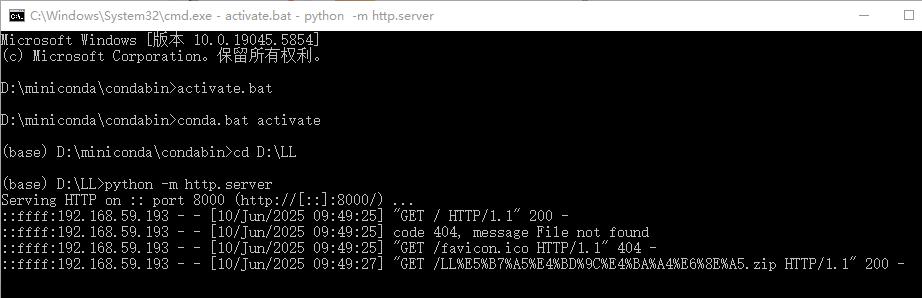 C:\Windows\System32\cmd.exe - activate.bat - python  -m http.server
Microsoft Windows [版本 10.0.19045.5854]
(c) Microsoft Corporation。保留所有权利。
D:\miniconda\condabin>activate.bat
D:\miniconda\condabin>conda.bat activate
(base) D:\miniconda\condabin>cd D:\LL
(base) D:\LL>python -m http.server
Serving HTTP on :: port 8000 (http://[::]:8000/) ...
::ffff:192.168.59.193 - - [10/Jun/2025 09:49:25] "GET / HTTP/1.1" 200 -
::ffff:192.168.59.193 - - [10/Jun/2025 09:49:25] code 404, message File not found
::ffff:192.168.59.193 - - [10/Jun/2025 09:49:25] "GET /favicon.ico HTTP/1.1" 404 -
::ffff:192.168.59.193 - - [10/Jun/2025 09:49:27] "GET /LL%E5%B7%A5%E4%BD%9C%E4%BA%A4%E6%8E%A5.zip HTTP/1.1" 200 -